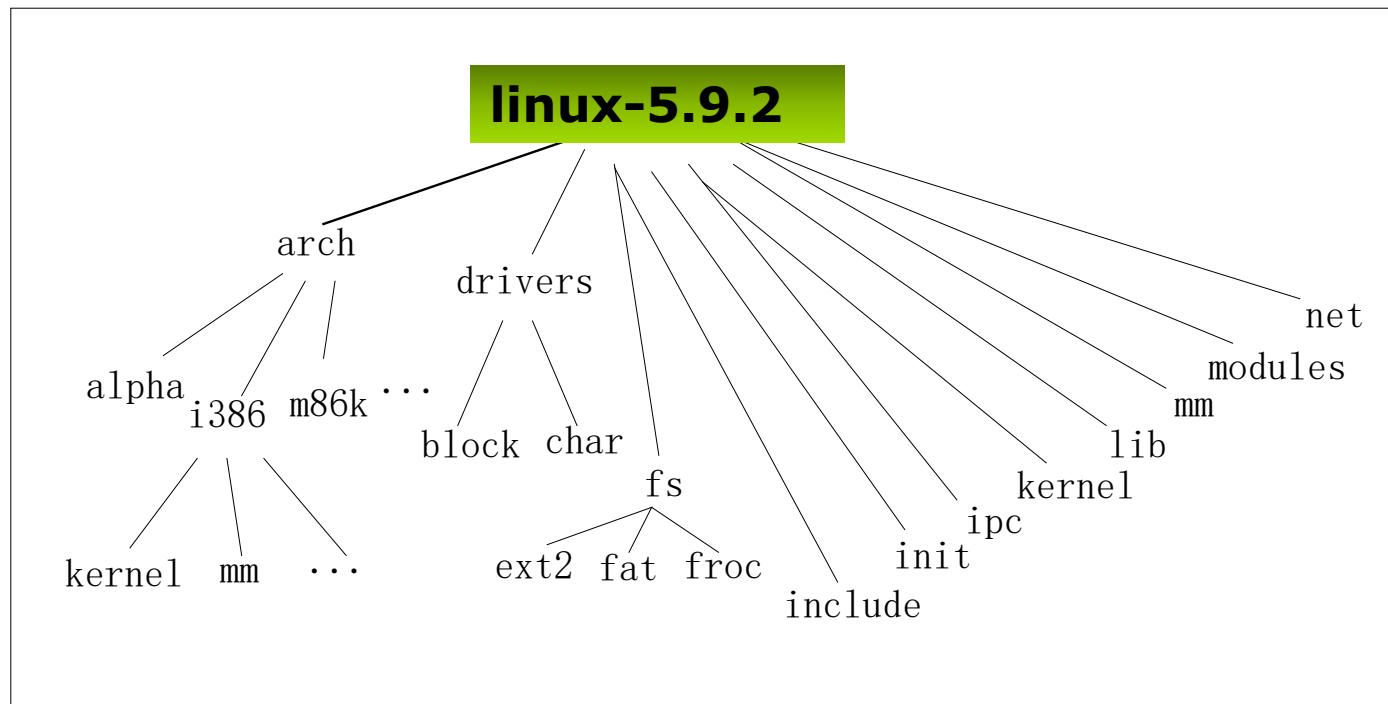 linux-5.9.2
arch
drivers
net
modules
alpha
i386
m86k
...
mm
block
char
lib
fs
kernel
ipc
init
kernel
mm
...
ext2
fat
froc
include